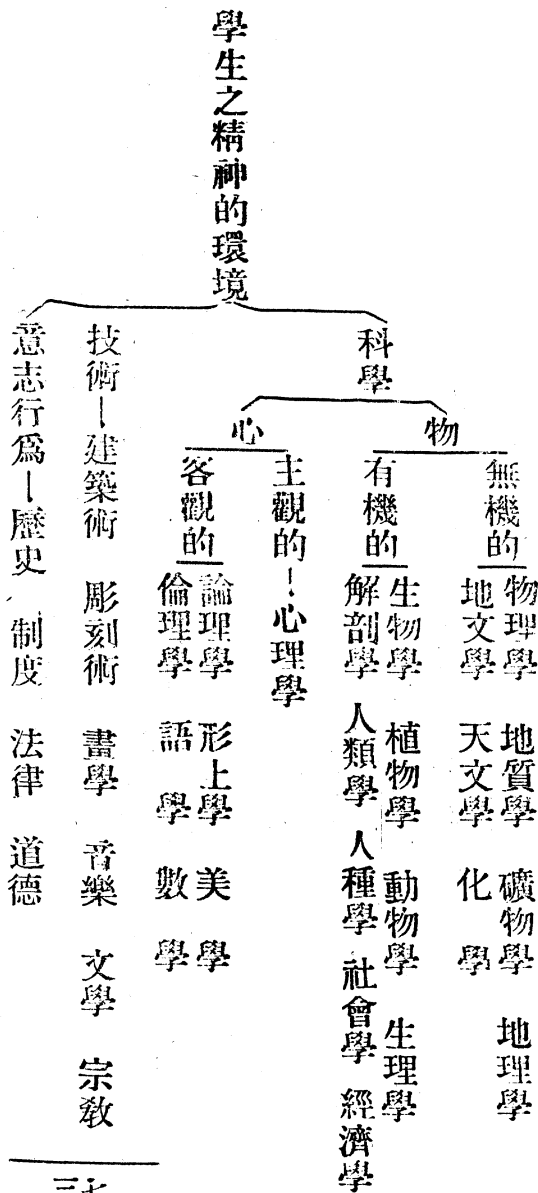 學生之精神的環境
科學
物
無機的
物理學 地質學 礦物學 地理學
地文學 天文學 化學
有機的
生物學 植物學 動物學 生理學
解剖學 人類學 人種學 社會學 經濟學
心
主觀的—心理學
客觀的
論理學 形上學 美學
倫理學 語學 數學
技術—建築術 彫刻術 畫學 音樂 文學 宗敎
意志行爲—歷史 制度 法律 道德
三七